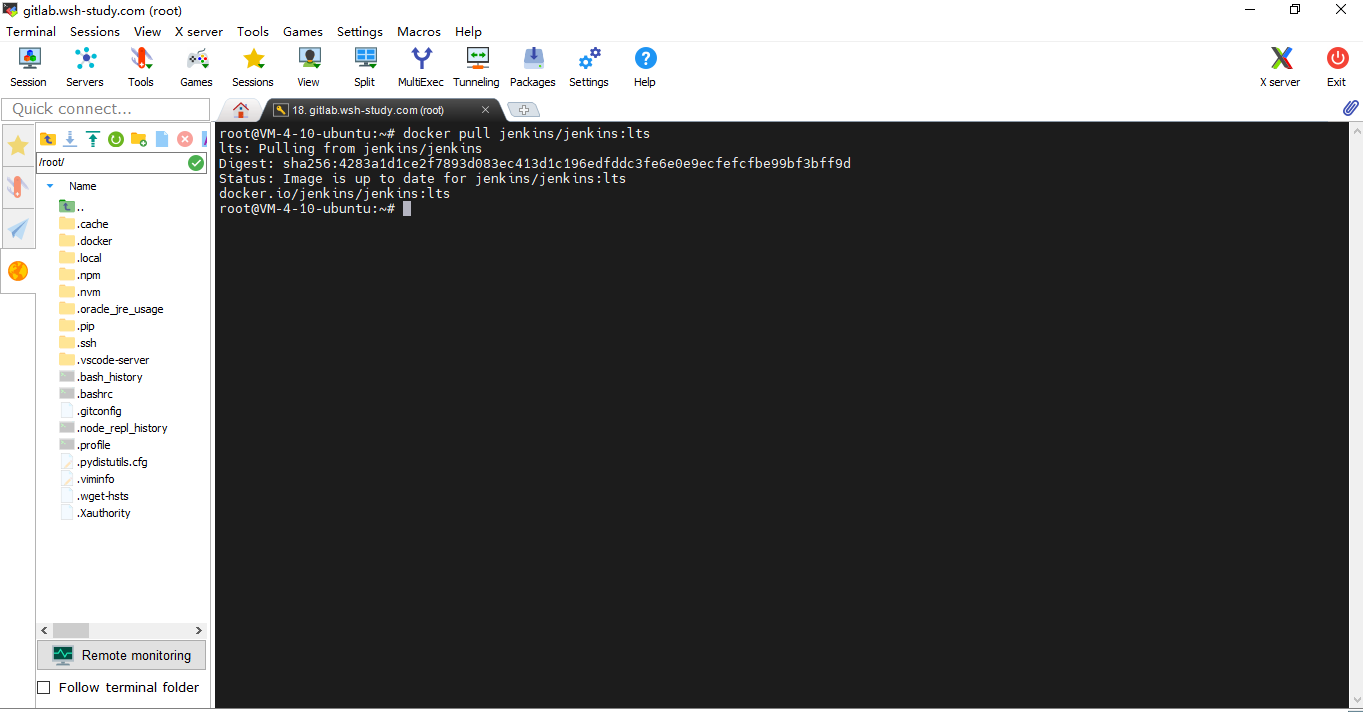 gitlab.wsh-study.com (root)
Terminal Sessions View X server Tools Games Settings Macros Help
Session Servers Tools Games Sessions View Split MultiExec Tunneling Packages Settings Help X server Exit
Quick connect...
18. gitlab.wsh-study.com (root)
/root/
Name
..
.cache
.docker
.local
.npm
.nvm
.oracle_jre_usage
.pip
.ssh
.vscode-server
.bash_history
.bashrc
.gitconfig
.node_repl_history
.profile
.pydistutils.cfg
.viminfo
.wget-hsts
.Xauthority
Remote monitoring
Follow terminal folder
root@VM-4-10-ubuntu:~# docker pull jenkins/jenkins:lts
lts: Pulling from jenkins/jenkins
Digest: sha256:4283a1d1ce2f7893d083ec413d1c196edfddc3fe6e0e9ecfefcfbe99bf3bff9d
Status: Image is up to date for jenkins/jenkins:lts
docker.io/jenkins/jenkins:lts
root@VM-4-10-ubuntu:~#